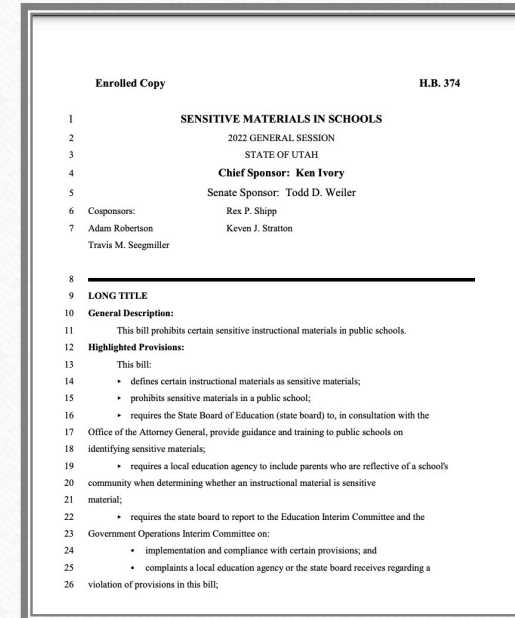 Enrolled Copy H.B. 374
1 SENSITIVE MATERIALS IN SCHOOLS
2 2022 GENERAL SESSION
3 STATE OF UTAH
4 Chief Sponsor: Ken Ivory
5 Senate Sponsor: Todd D. Weiler
6 Cosponsors: Rex P. Shipp
7 Adam Robertson Keven J. Stratton
Travis M. Seegmiller
8
9 LONG TITLE
10 General Description:
11 This bill prohibits certain sensitive instructional materials in public schools.
12 Highlighted Provisions:
13 This bill:
14 ▸ defines certain instructional materials as sensitive materials;
15 ▸ prohibits sensitive materials in a public school;
16 ▸ requires the State Board of Education (state board) to, in consultation with the
17 Office of the Attorney General, provide guidance and training to public schools on
18 identifying sensitive materials;
19 ▸ requires a local education agency to include parents who are reflective of a school's
20 community when determining whether an instructional material is sensitive
21 material;
22 ▸ requires the state board to report to the Education Interim Committee and the
23 Government Operations Interim Committee on:
24 • implementation and compliance with certain provisions; and
25 • complaints a local education agency or the state board receives regarding a
26 violation of provisions in this bill;